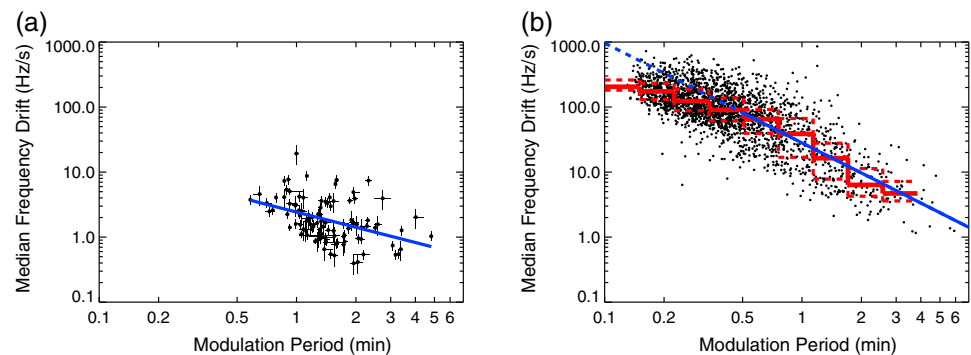 (a)
(b)
Median Frequency Drift (Hz/s)
1000.0
100.0
10.0
1.0
0.1
0.1 0.2 0.5 1 2 3 4 5 6
Modulation Period (min)
Median Frequency Drift (Hz/s)
1000.0
100.0
10.0
1.0
0.1
0.1 0.2 0.5 1 2 3 4 5 6
Modulation Period (min)